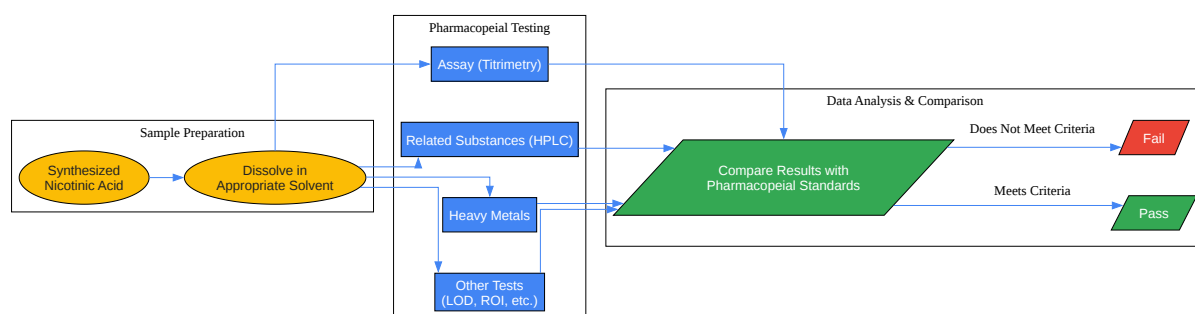 Sample Preparation
Synthesized
Nicotinic Acid
Dissolve in
Appropriate Solvent
Pharmacopeial Testing
Assay (Titrimetry)
Related Substances (HPLC)
Heavy Metals
Other Tests
(LOD, ROI, etc.)
Data Analysis & Comparison
Compare Results with
Pharmacopeial Standards
Does Not Meet Criteria
Fail
Meets Criteria
Pass